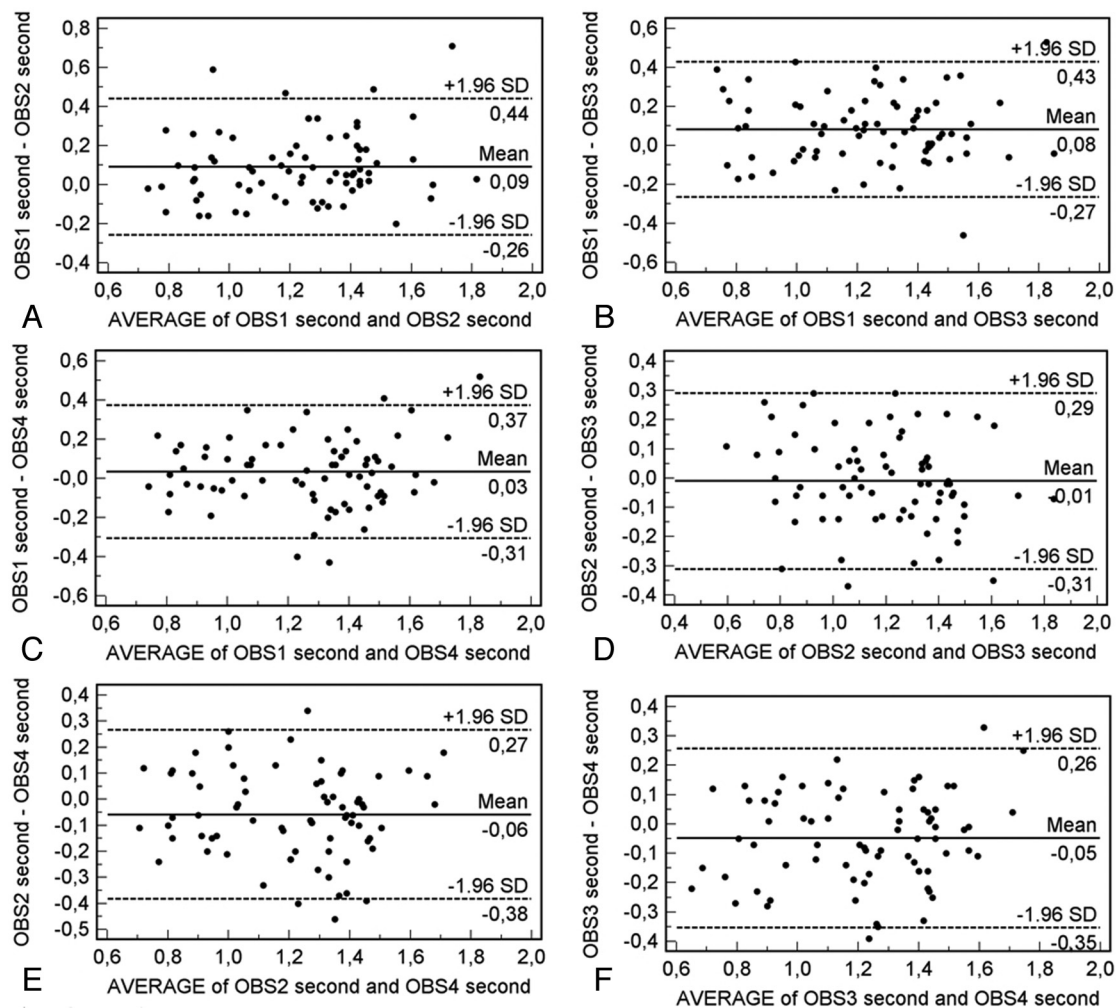 0,8
0,6
0,4
0,2
0,0
-0,2
-0,4
OBS1 second - OBS2 second
+1.96 SD
0,44
Mean
0,09
-1.96 SD
-0,26
0,6 0,8 1,0 1,2 1,4 1,6 1,8 2,0
A AVERAGE of OBS1 second and OBS2 second
0,8
0,6
0,4
0,2
0,0
-0,2
-0,4
-0,6
OBS1 second - OBS3 second
+1.96 SD
0,43
Mean
0,08
-1.96 SD
-0,27
0,6 0,8 1,0 1,2 1,4 1,6 1,8 2,0
B AVERAGE of OBS1 second and OBS3 second
0,6
0,4
0,2
-0,0
-0,2
-0,4
-0,6
OBS1 second - OBS4 second
+1.96 SD
0,37
Mean
0,03
-1.96 SD
-0,31
0,6 0,8 1,0 1,2 1,4 1,6 1,8 2,0
C AVERAGE of OBS1 second and OBS4 second
0,4
0,3
0,2
0,1
0,0
-0,1
-0,2
-0,3
-0,4
OBS2 second - OBS3 second
+1.96 SD
0,29
Mean
-0,01
-1.96 SD
-0,31
0,4 0,6 0,8 1,0 1,2 1,4 1,6 1,8 2,0
D AVERAGE of OBS2 second and OBS3 second
0,4
0,3
0,2
0,1
0,0
-0,1
-0,2
-0,3
-0,4
-0,5
OBS2 second - OBS4 second
+1.96 SD
0,27
Mean
-0,06
-1.96 SD
-0,38
0,6 0,8 1,0 1,2 1,4 1,6 1,8 2,0
E AVERAGE of OBS2 second and OBS4 second
0,4
0,3
0,2
0,1
0,0
-0,1
-0,2
-0,3
-0,4
OBS3 second - OBS4 second
+1.96 SD
0,26
Mean
-0,05
-1.96 SD
-0,35
0,6 0,8 1,0 1,2 1,4 1,6 1,8 2,0
F AVERAGE of OBS3 second and OBS4 second